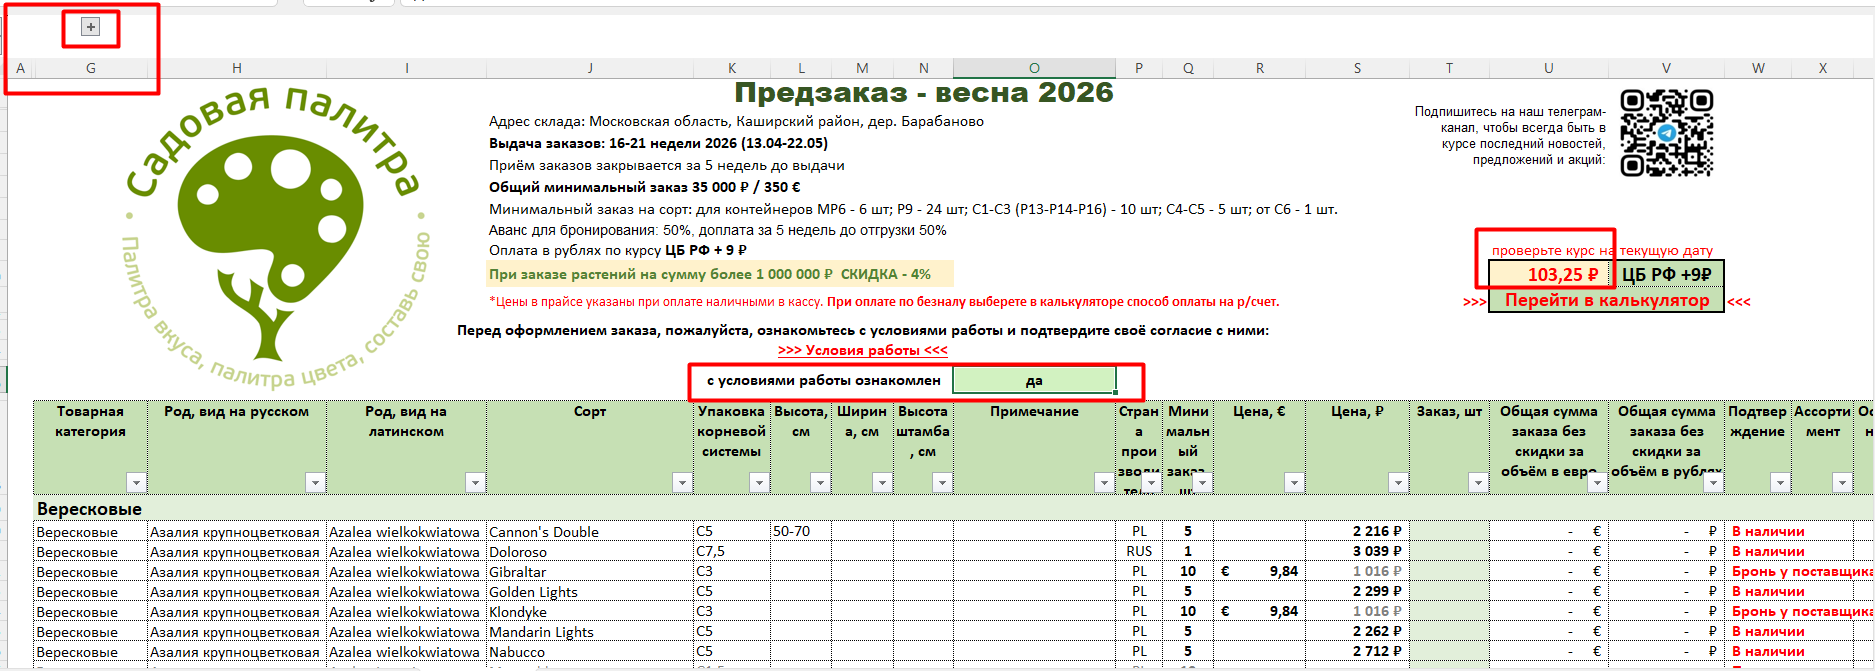 +
A G H I J K L M N O P Q R S T U V W X
Садовая палитра
Палитра вкуса, палитра цвета, составь свою
Предзаказ - весна 2026
Адрес склада: Московская область, Каширский район, дер. Барабаново
Выдача заказов: 16-21 недели 2026 (13.04-22.05)
Приём заказов закрывается за 5 недель до выдачи
Общий минимальный заказ 35 000 ₽ / 350 €
Минимальный заказ на сорт: для контейнеров МР6 - 6 шт; Р9 - 24 шт; С1-С3 (Р13-Р14-Р16) - 10 шт; С4-С5 - 5 шт; от С6 - 1 шт.
Аванс для бронирования: 50%, доплата за 5 недель до отгрузки 50%
Оплата в рублях по курсу ЦБ РФ + 9 ₽
При заказе растений на сумму более 1 000 000 ₽ СКИДКА - 4%
*Цены в прайсе указаны при оплате наличными в кассу. При оплате по безналу выберете в калькуляторе способ оплаты на р/счет.
Подпишитесь на наш телеграм-
канал, чтобы всегда быть в
курсе последний новостей,
предложений и акций:
проверьте курс на текущую дату
103,25 ₽ ЦБ РФ +9₽
>>> Перейти в калькулятор <<<
Перед оформлением заказа, пожалуйста, ознакомьтесь с условиями работы и подтвердите своё согласие с ними:
>>> Условия работы <<<
с условиями работы ознакомлен да
Товарная категория Род, вид на русском Род, вид на латинском Сорт Упаковка корневой системы Высота, см Ширина, см Высота штамба, см Примечание Стран а прои зводи Мини мальн ый заказ Цена, € Цена, ₽ Заказ, шт Общая сумма заказа без скидки за объём в евро Общая сумма заказа без скидки за объём в рублях Подтверждение Ассортимент
Вересковые
Вересковые Азалия крупноцветковая Azalea wielkokwiatowa Cannon's Double C5 50-70 PL 5 2 216 ₽ - € - ₽ В наличии
Вересковые Азалия крупноцветковая Azalea wielkokwiatowa Doloroso C7,5 RUS 1 3 039 ₽ - € - ₽ В наличии
Вересковые Азалия крупноцветковая Azalea wielkokwiatowa Gibraltar C3 PL 10 € 9,84 1 016 ₽ - € - ₽ Бронь у поставщика
Вересковые Азалия крупноцветковая Azalea wielkokwiatowa Golden Lights C5 PL 5 2 299 ₽ - € - ₽ В наличии
Вересковые Азалия крупноцветковая Azalea wielkokwiatowa Klondyke C3 PL 10 € 9,84 1 016 ₽ - € - ₽ Бронь у поставщика
Вересковые Азалия крупноцветковая Azalea wielkokwiatowa Mandarin Lights C5 PL 5 2 262 ₽ - € - ₽ В наличии
Вересковые Азалия крупноцветковая Azalea wielkokwiatowa Nabucco C5 PL 5 2 712 ₽ - € - ₽ В наличии